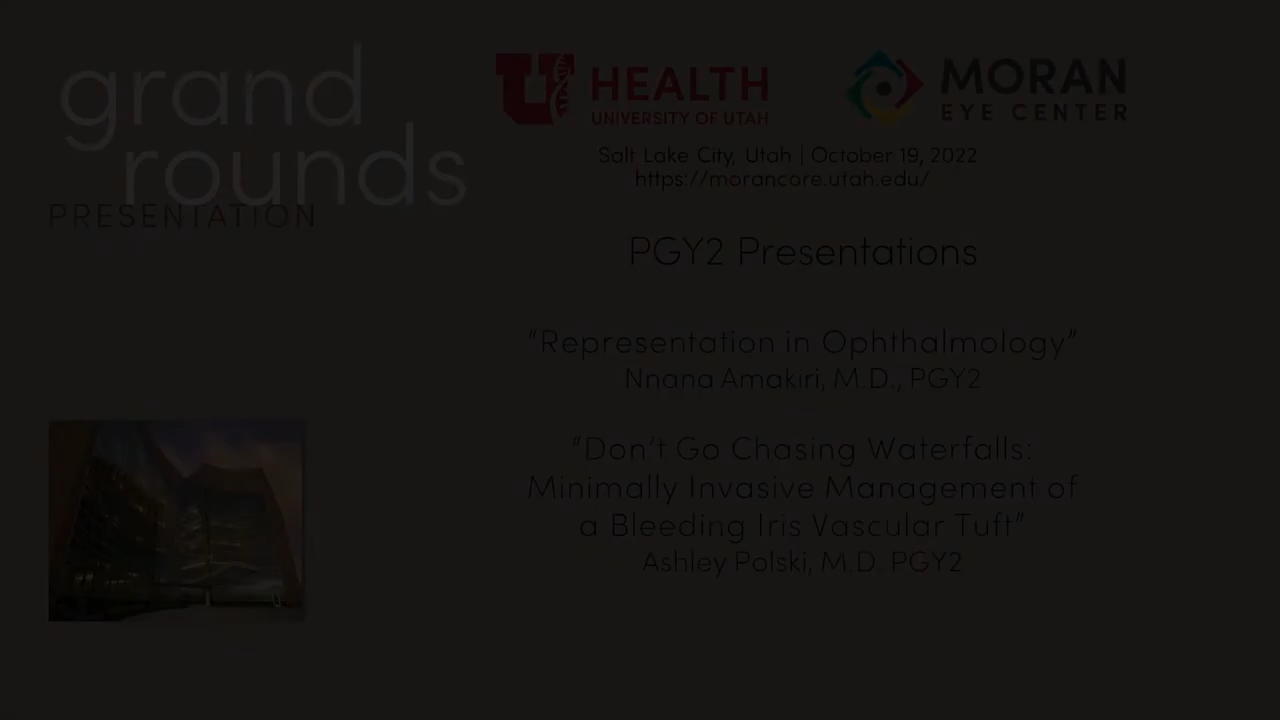 grand
rounds
PRESENTATION
U HEALTH
UNIVERSITY OF UTAH
MORAN
EYE CENTER
Salt Lake City, Utah | October 19, 2022
https://morancore.utah.edu/
PGY2 Presentations
"Representation in Ophthalmology"
Nnana Amakiri, M.D., PGY2
"Don't Go Chasing Waterfalls:
Minimally Invasive Management of
a Bleeding Iris Vascular Tuft"
Ashley Polski, M.D. PGY2